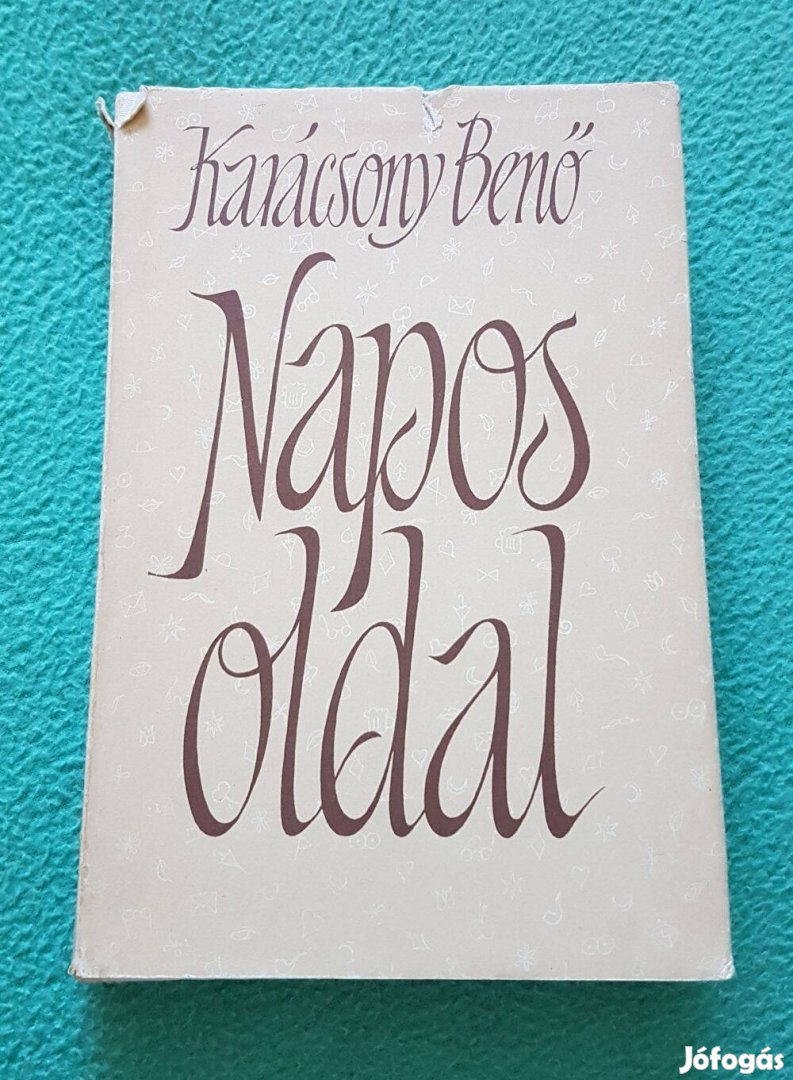 Karácsony Benő
Napos
oldal
Jófogás